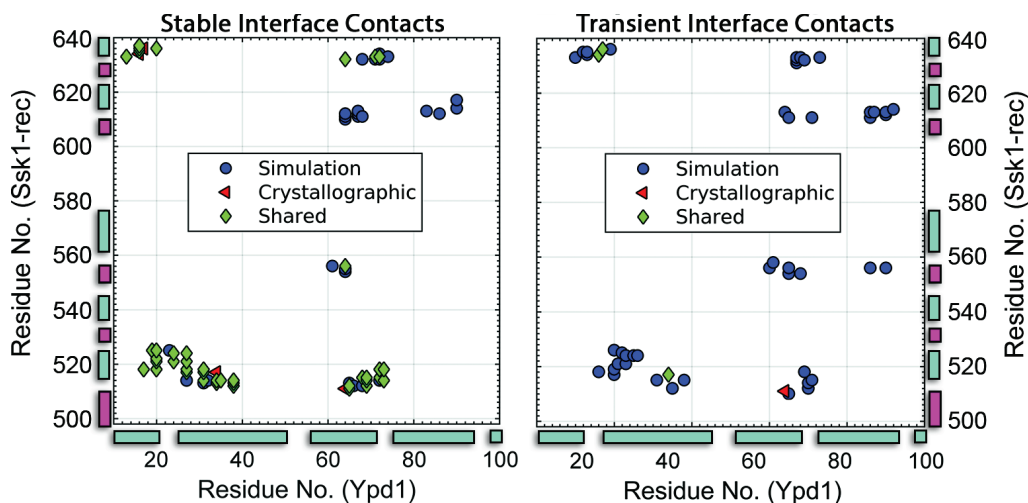 Stable Interface Contacts
Transient Interface Contacts
Residue No. (Ssk1-rec)
640
620
600
580
560
540
520
500
Simulation
Crystallographic
Shared
20
40
60
80
100
Residue No. (Ypd1)
Simulation
Crystallographic
Shared
20
40
60
80
100
Residue No. (Ypd1)
640
620
600
580
560
540
520
500
Residue No. (Ssk1-rec)